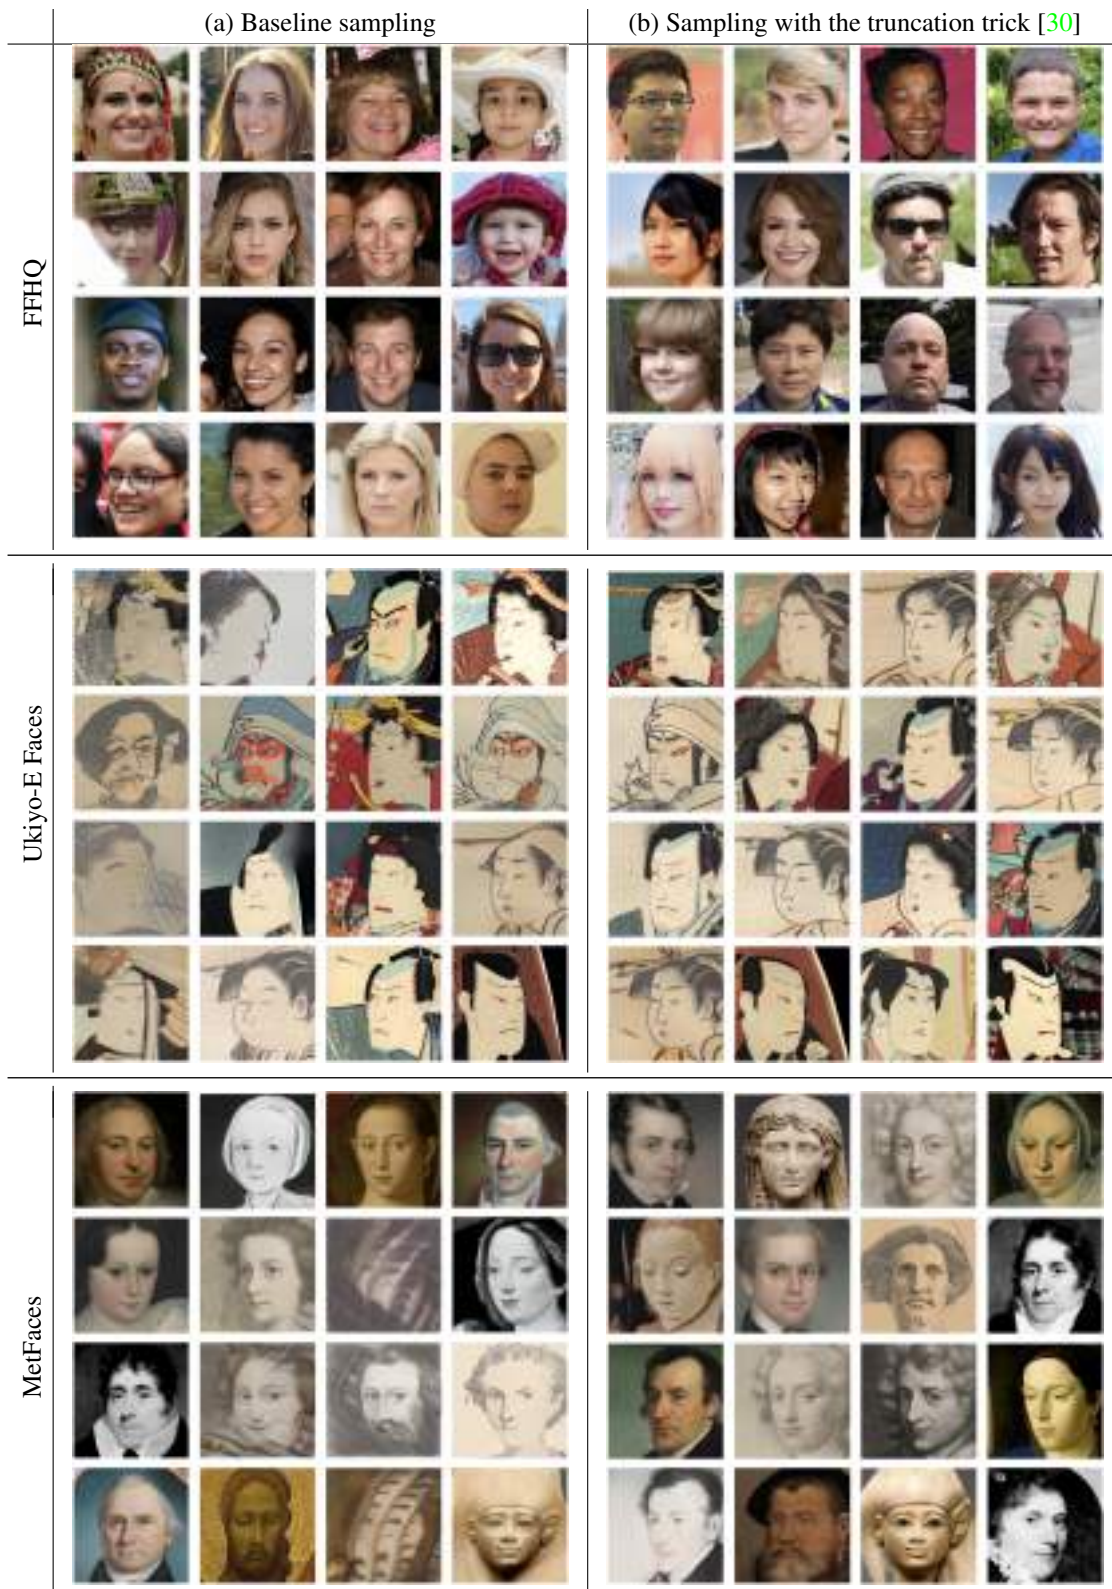 (a) Baseline sampling
(b) Sampling with the truncation trick [30]
FFHQ
Ukiyo-E Faces
MetFaces